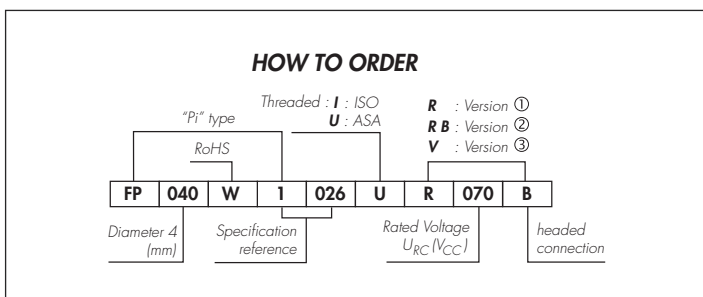 HOW TO ORDER
Threaded : I : ISO
U : ASA
R : Version ①
R B : Version ②
V : Version ③
"Pi" type
RoHS
FP 040 W 1 026 U R 070 B
Diameter 4
(mm)
Specification
reference
Rated Voltage
URC (VCC)
headed
connection